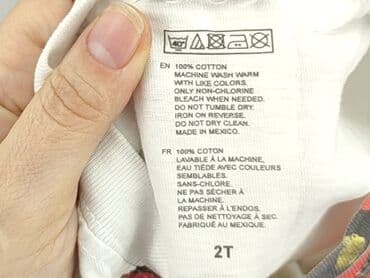 40°
EN 100% COTTON
MACHINE WASH WARM
WITH LIKE COLORS.
ONLY NON-CHLORINE
BLEACH WHEN NEEDED.
DO NOT TUMBLE DRY.
IRON ON REVERSE.
DO NOT DRY CLEAN.
MADE IN MEXICO.
FR 100% COTON
LAVABLE À LA MACHINE,
EAU TIÈDE AVEC COULEURS
SEMBLABLES.
SANS-CHLORE.
NE PAS SÉCHER À
LA MACHINE.
REPASSER À L'ENDOS.
PAS DE NETTOYAGE À SEC.
FABRIQUÉ AU MEXIQUE.
2T